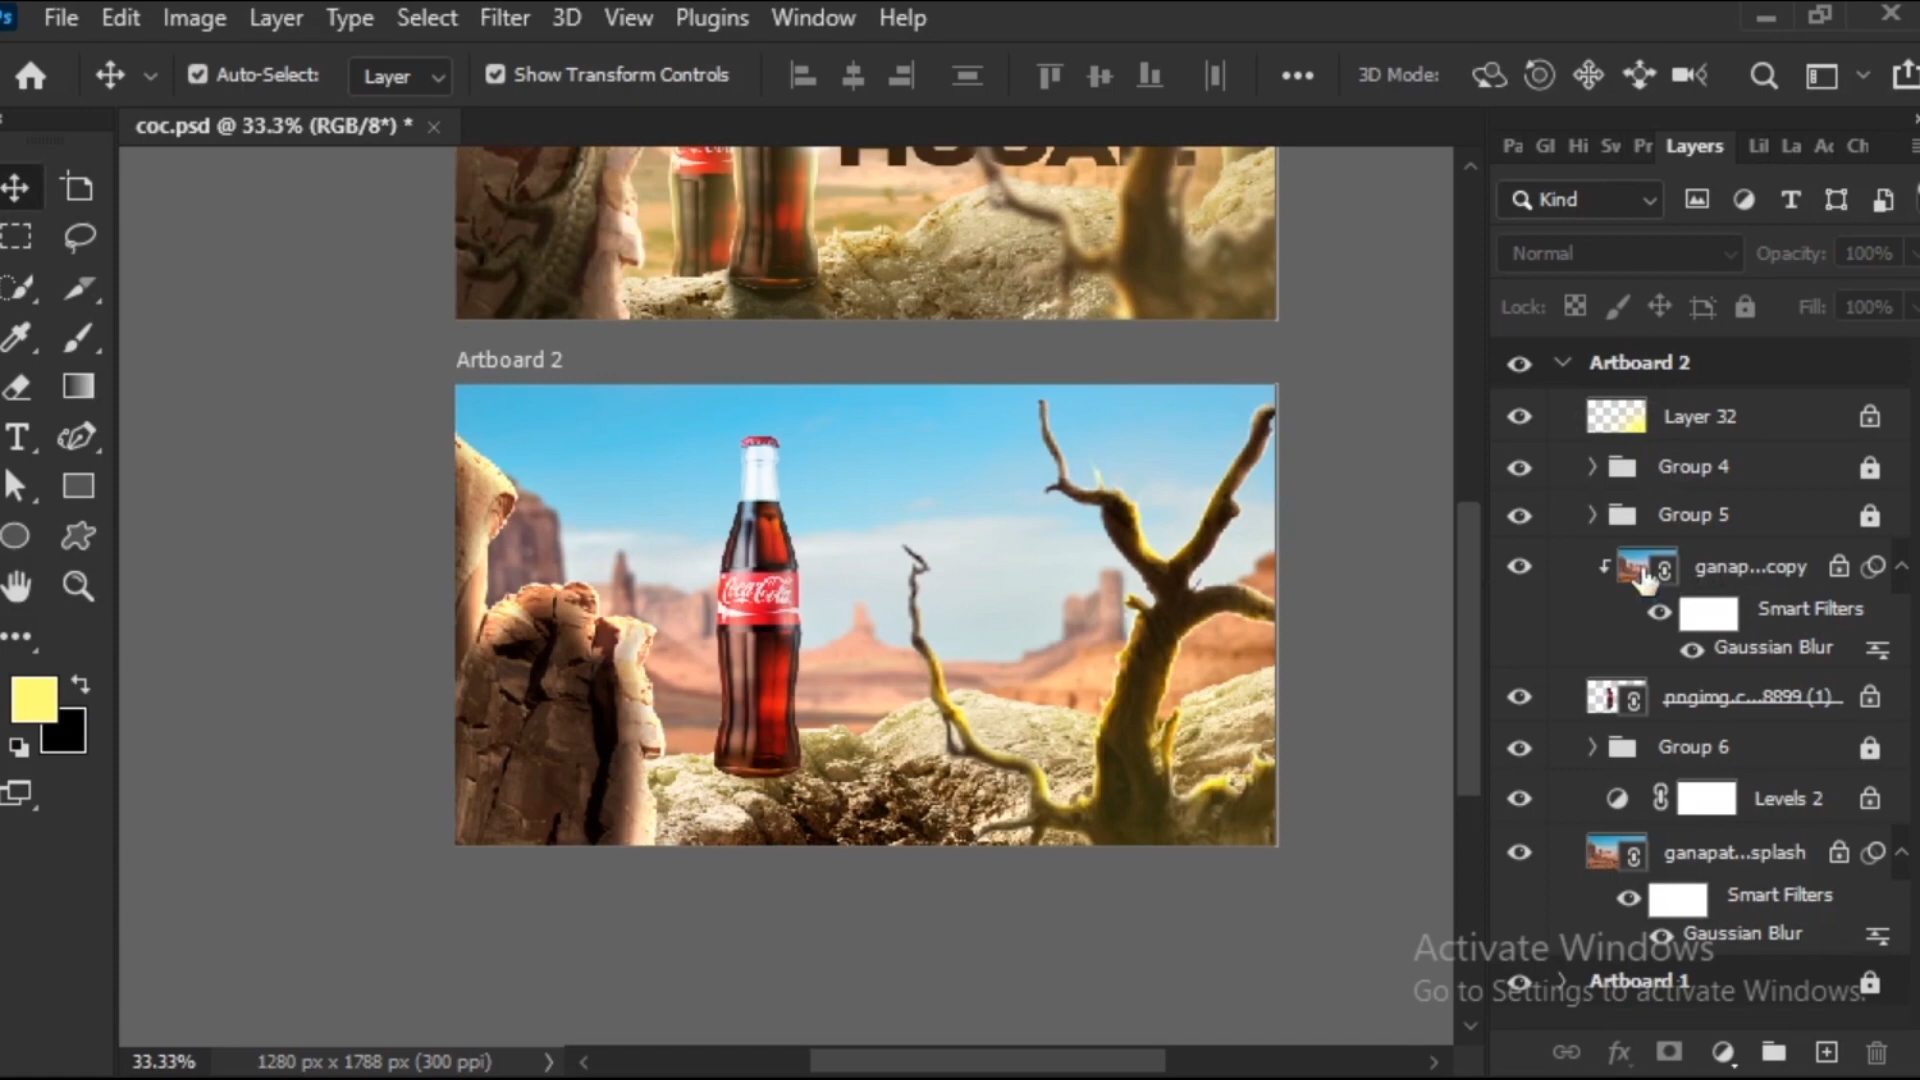 Ps File Edit Image Layer Type Select Filter 3D View Plugins Window Help
Auto-Select: Layer Show Transform Controls 3D Mode:
coc.psd @ 33.3% (RGB/8*) *
Pa Gl Hi Sv Pr Layers Lil La Ac Ch
Kind
Normal Opacity: 100%
Lock: Fill: 100%
Artboard 2
Coca-Cola
Artboard 2
Layer 32
Group 4
Group 5
ganap...copy
Smart Filters
Gaussian Blur
pngimg.c...8899 (1)
Group 6
Levels 2
ganapat...splash
Smart Filters
Gaussian Blur
Artboard 1
Activate Windows
Go to Settings to activate Windows.
33.33% 1280 px x 1788 px (300 ppi)